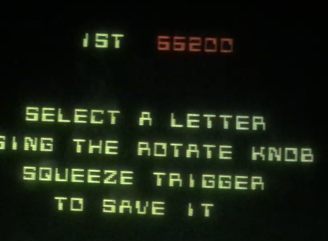 1ST 66200
SELECT A LETTER
SING THE ROTATE KNOB
SQUEEZE TRIGGER
TO SAVE IT